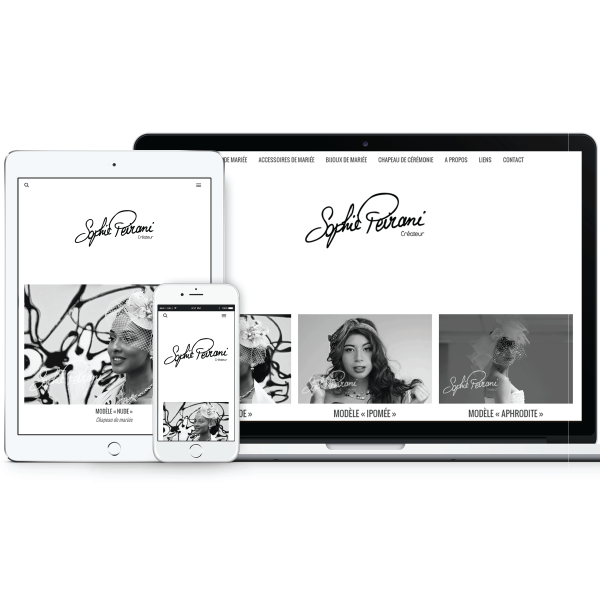 DE MARIÉE ACCESSOIRES DE MARIÉE BIJOUX DE MARIÉE CHAPEAU DE CÉRÉMONIE A PROPOS LIENS CONTACT
Sophie Peirani
Créateur
Sophie Peirani
Créateur
Sophie Peirani
Créateur
MODÈLE « NUDE »
Chapeau de mariée
DE »
MODÈLE « IPOMÉE »
MODÈLE « APHRODITE »